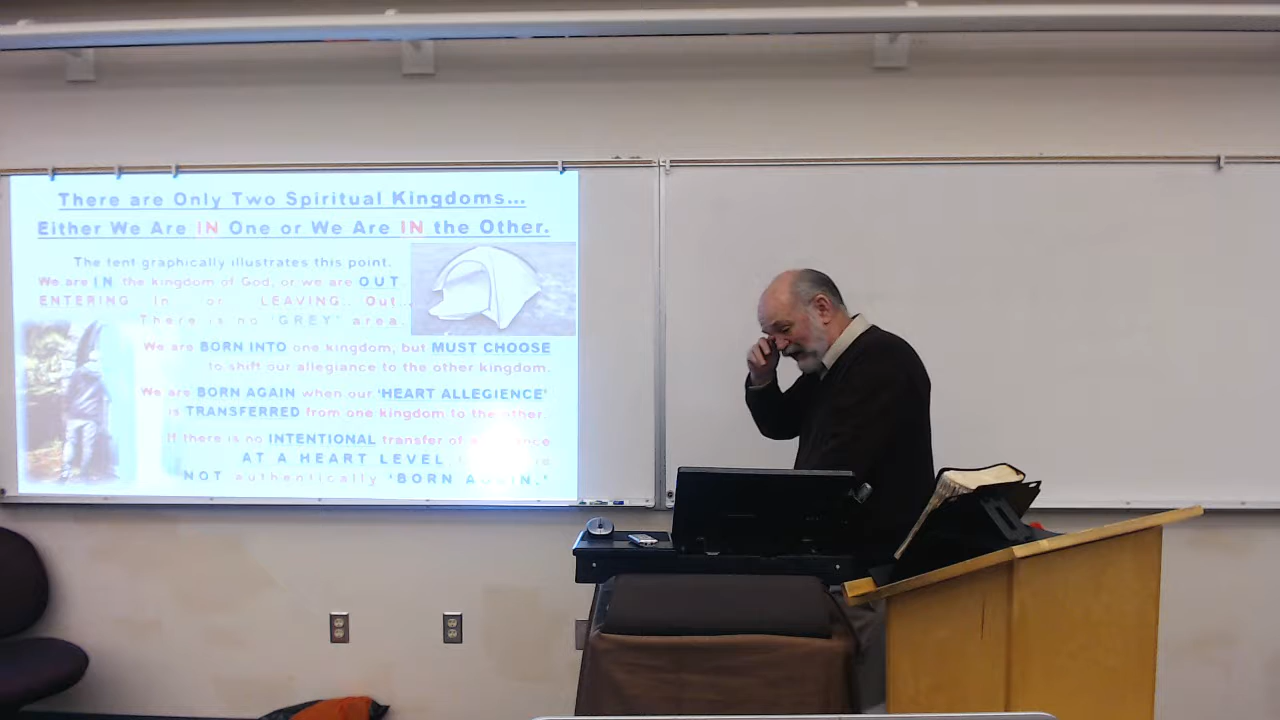 There are Only Two Spiritual Kingdoms...
Either We Are IN One or We Are IN the Other.
The tent graphically illustrates this point.
We are IN the kingdom of God, or we are OUT.
ENTERING In or LEAVING.. Out..
There is no 'GREY' area.
We are BORN INTO one kingdom, but MUST CHOOSE
to shift our allegiance to the other kingdom.
We are BORN AGAIN when our 'HEART ALLEGIENCE'
is TRANSFERRED from one kingdom to the other.
If there is no INTENTIONAL transfer of
AT A HEART LEVEL
NOT authentically 'BORN AGAIN.'